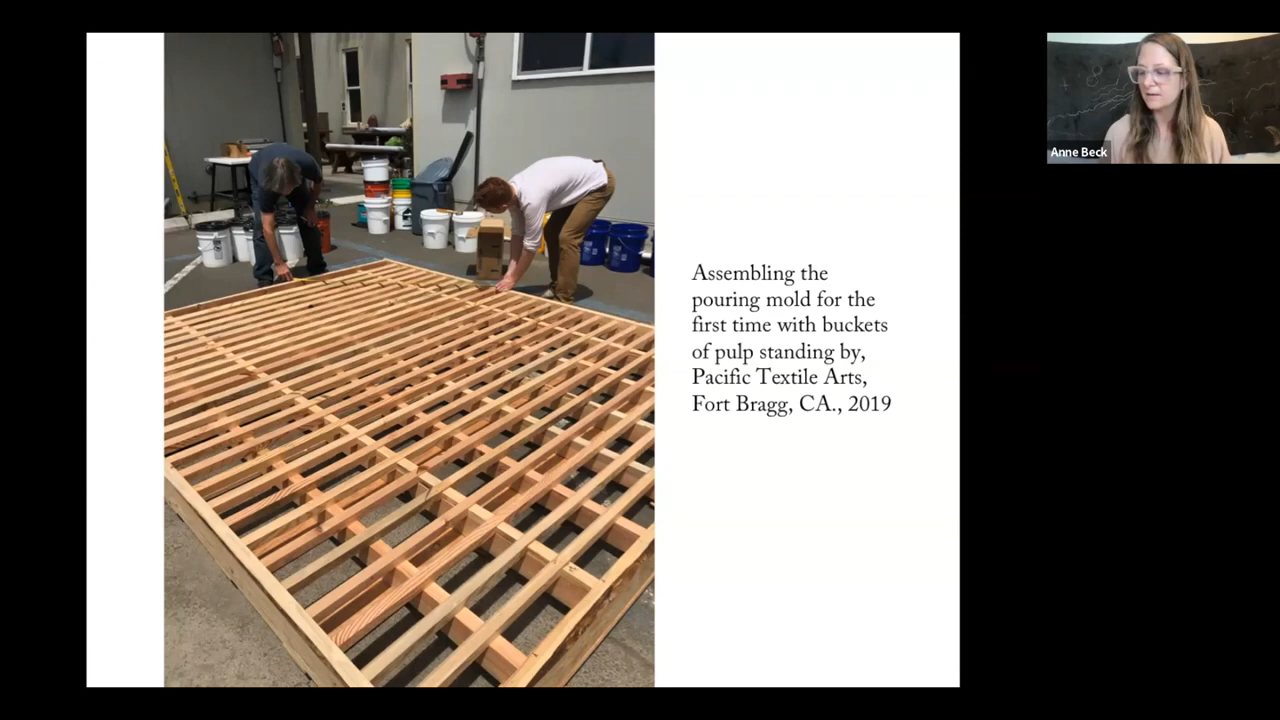 Assembling the
pouring mold for the
first time with buckets
of pulp standing by,
Pacific Textile Arts,
Fort Bragg, CA., 2019
Anne Beck